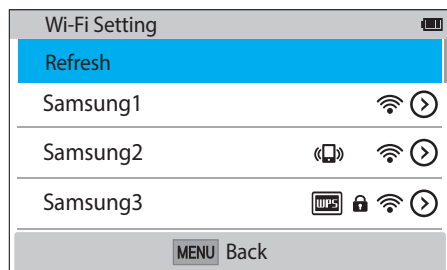 Wi-Fi Setting
Refresh
Samsung1
Samsung2
Samsung3 WPS
MENU Back